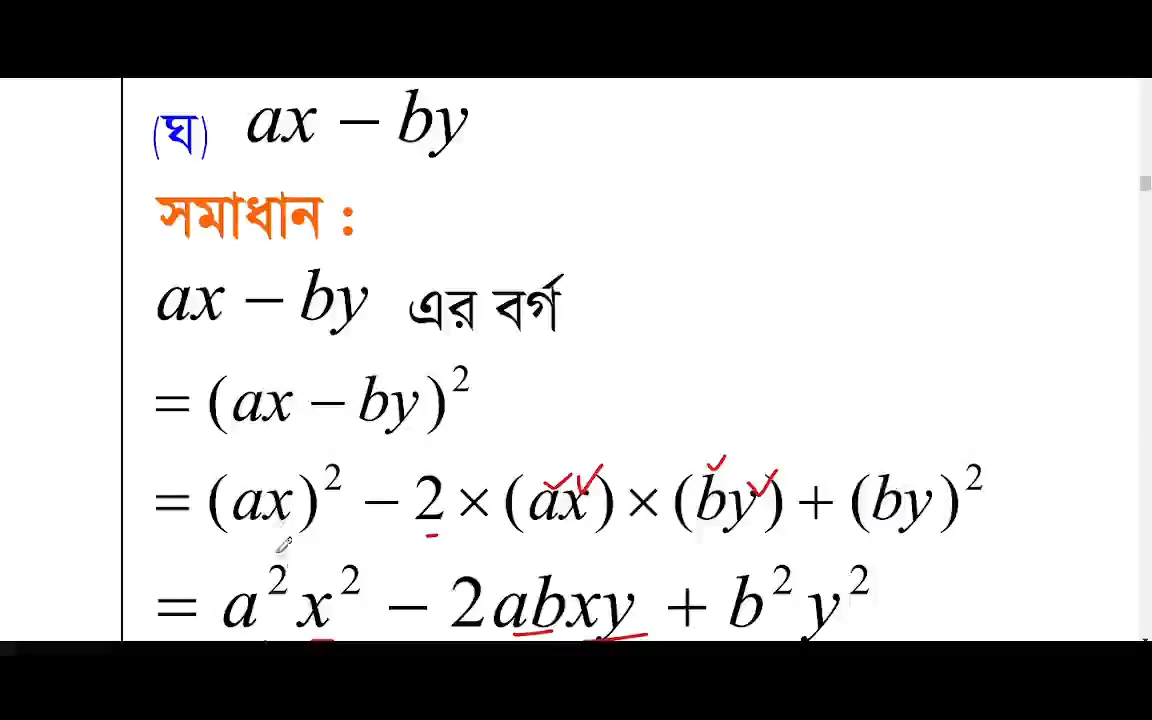 (ঘ) ax − by
সমাধান :
ax − by এর বর্গ
= (ax − by)²
= (ax)² − 2 × (ax) × (by) + (by)²
= a²x² − 2abxy + b²y²